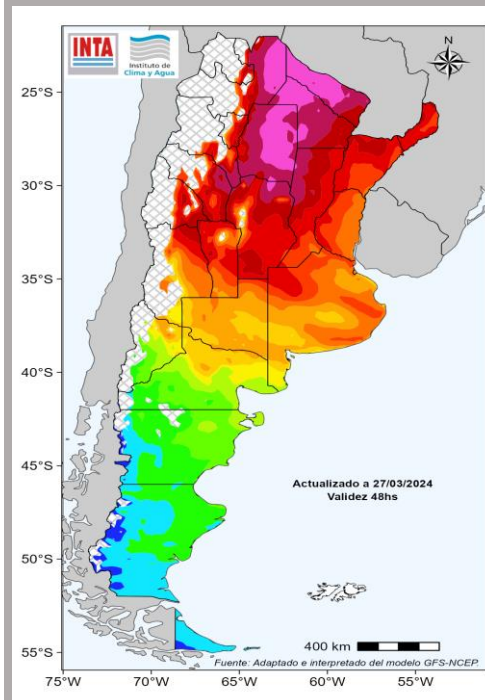 INTA
Instituto de
Clima y Agua
N
25°S
30°S
35°S
40°S
45°S
50°S
55°S
Actualizado a 27/03/2024
Validez 48hs
400 km
Fuente: Adaptado e interpretado del modelo GFS-NCEP.
75°W
70°W
65°W
60°W
55°W